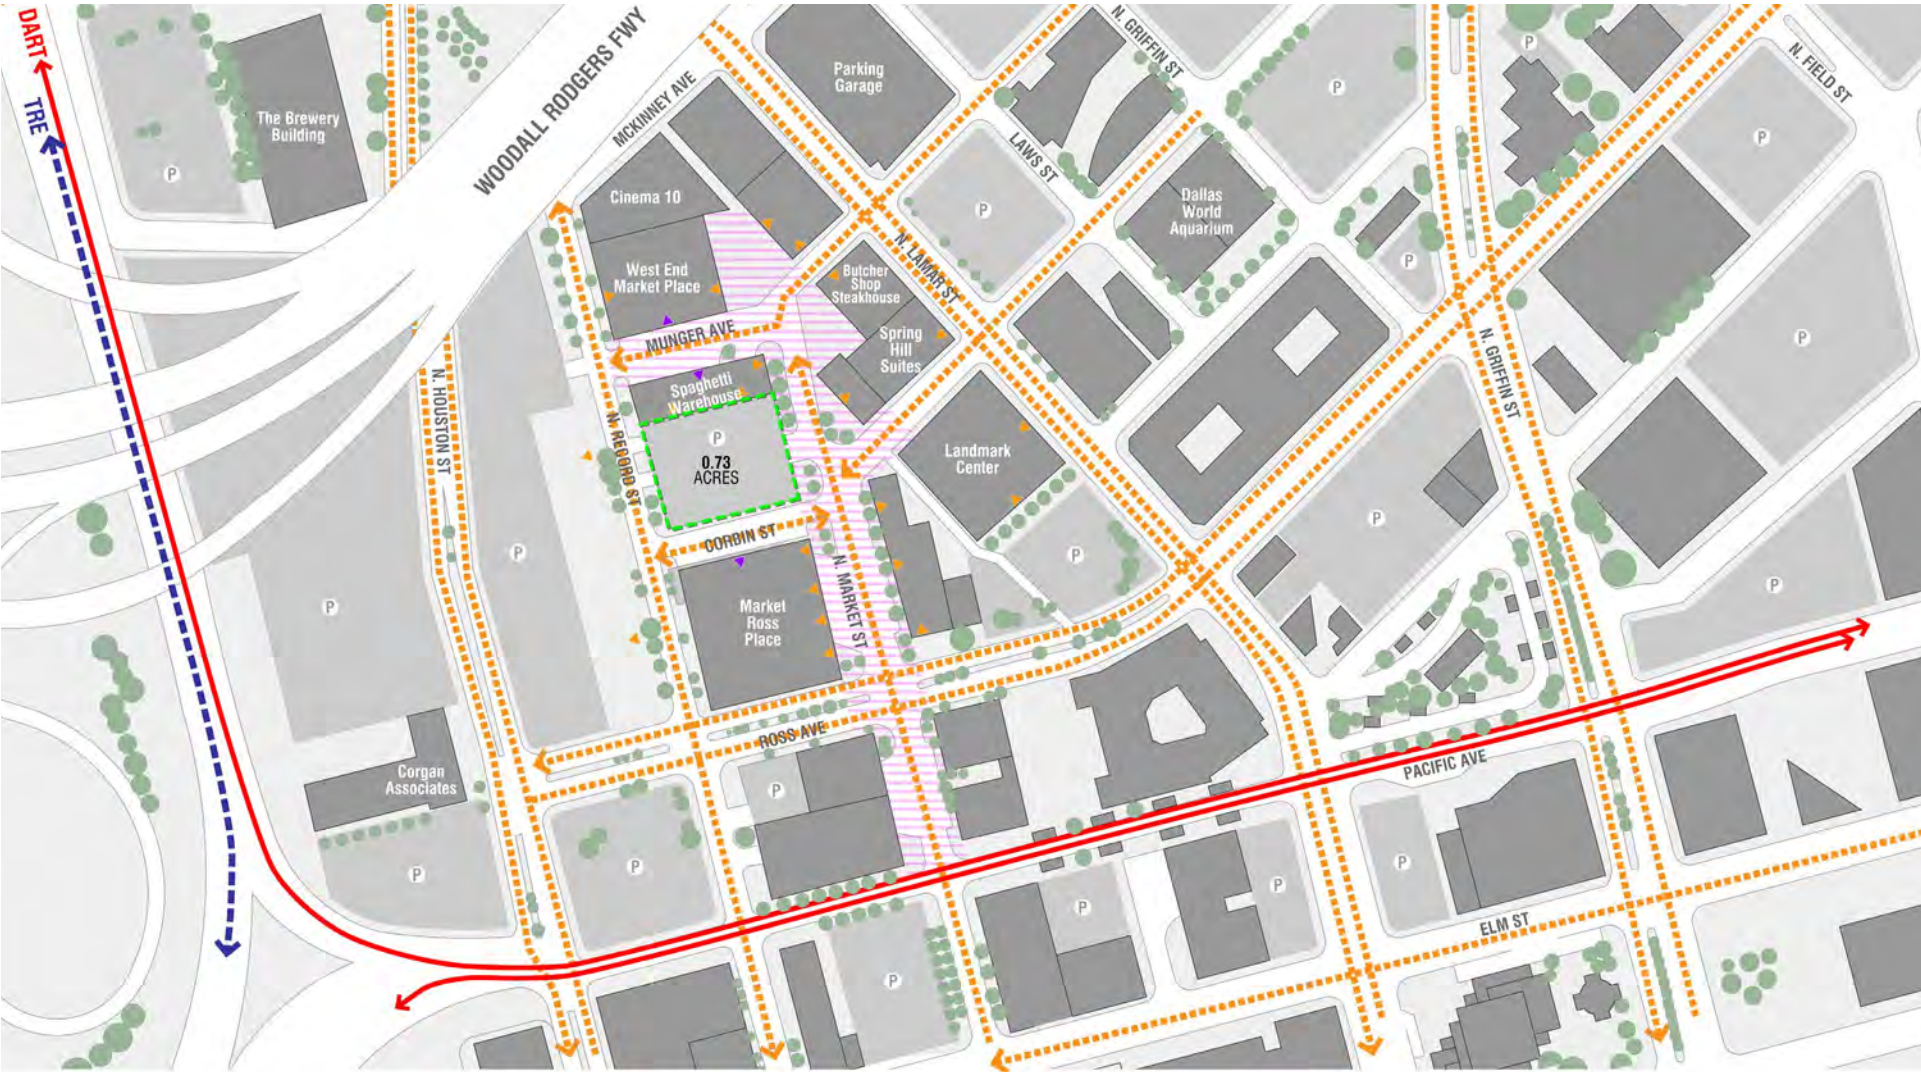 DART
TRE
The Brewery
Building
P
WOODALL RODGERS FWY
MCKINNEY AVE
Parking
Garage
N. GRIFFIN ST
P
P
N. FIELD ST
P
LAWS ST
Cinema 10
P
Dallas
World
Aquarium
P
West End
Market Place
N. LAMAR ST
Butcher
Shop
Steakhouse
MUNGER AVE
Spring
Hill
Suites
P
N. GRIFFIN ST
N. HOUSTON ST
Spaghetti
Warehouse
N. RECORD ST
P
0.73
ACRES
Landmark
Center
P
CORBIN ST
P
P
P
N. MARKET ST
Market
Ross
Place
P
P
ROSS AVE
PACIFIC AVE
Corgan
Associates
P
P
P
P
P
P
P
ELM ST
P